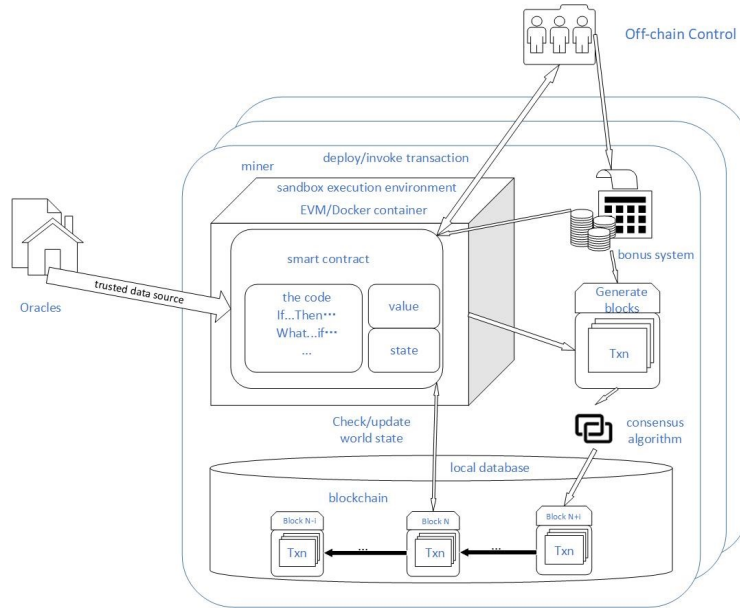 Off-chain Control
deploy/invoke transaction
miner
sandbox execution environment
EVM/Docker container
smart contract
bonus system
trusted data source
Oracles
the code
If...Then⋯
What...if⋯
...
value
state
Generate
blocks
Txn
Check/update
world state
consensus
algorithm
local database
blockchain
Block N-i
Block N
Block N+i
Txn
...
Txn
...
Txn